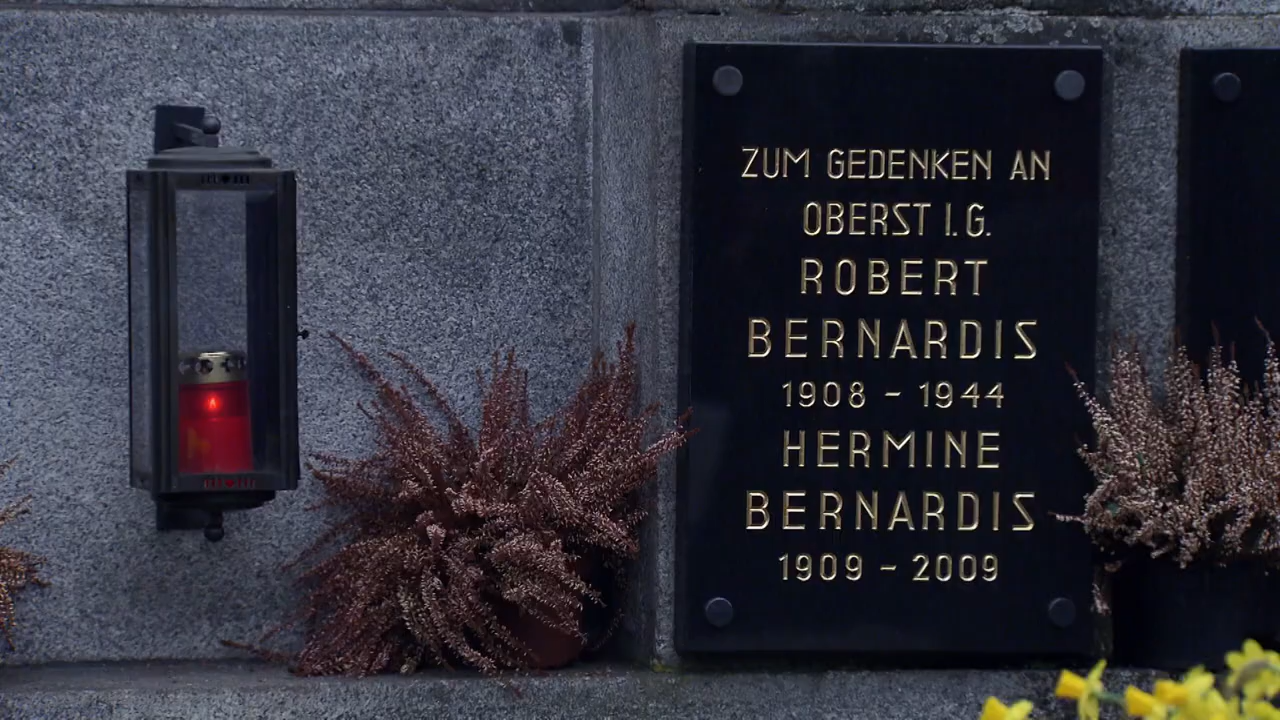 ZUM GEDENKEN AN
OBERST I.G.
ROBERT
BERNARDIS
1908 – 1944
HERMINE
BERNARDIS
1909 – 2009